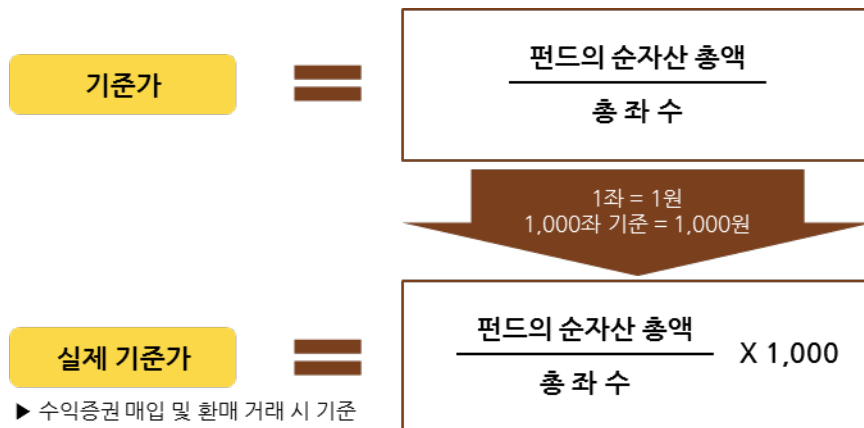 기준가
펀드의 순자산 총액
총 좌 수
1좌 = 1원
1,000좌 기준 = 1,000원
실제 기준가
펀드의 순자산 총액
총 좌 수
X 1,000
▶ 수익증권 매입 및 환매 거래 시 기준